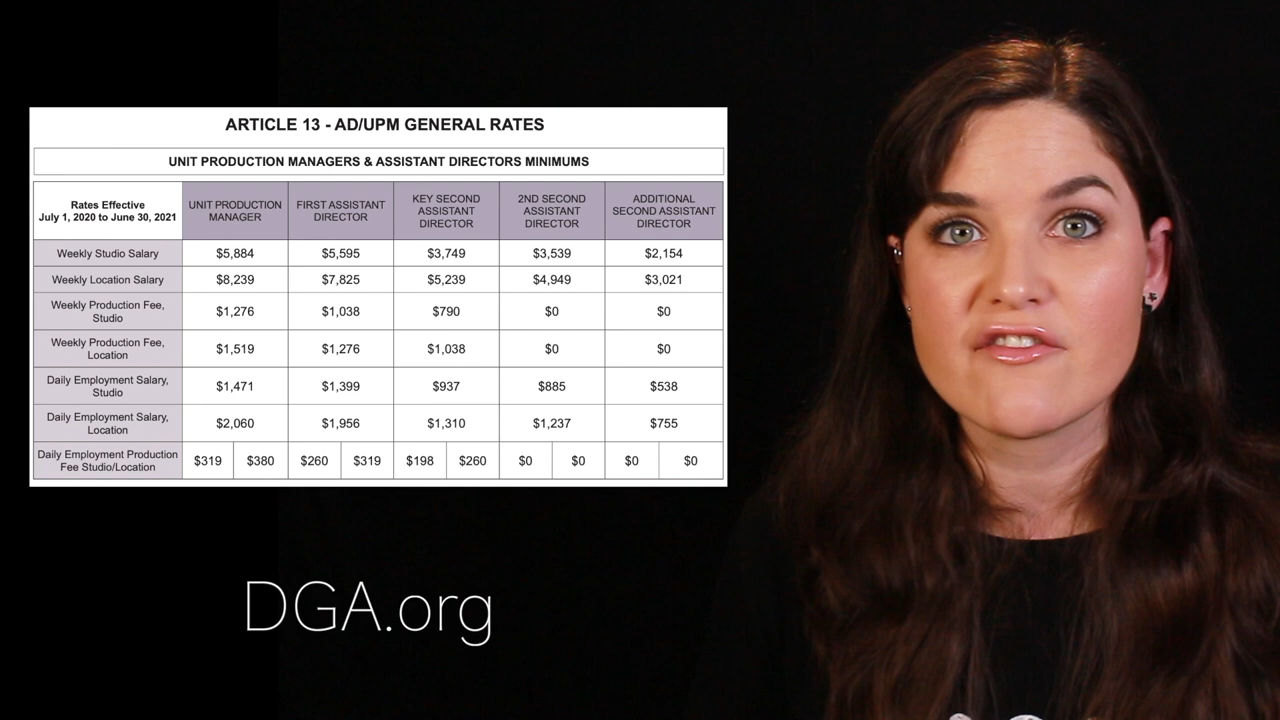 ARTICLE 13 - AD/UPM GENERAL RATES
UNIT PRODUCTION MANAGERS & ASSISTANT DIRECTORS MINIMUMS
Rates Effective
July 1, 2020 to June 30, 2021
UNIT PRODUCTION
MANAGER
FIRST ASSISTANT
DIRECTOR
KEY SECOND
ASSISTANT
DIRECTOR
2ND SECOND
ASSISTANT
DIRECTOR
ADDITIONAL
SECOND ASSISTANT
DIRECTOR
Weekly Studio Salary $5,884 $5,595 $3,749 $3,539 $2,154
Weekly Location Salary $8,239 $7,825 $5,239 $4,949 $3,021
Weekly Production Fee,
Studio
$1,276 $1,038 $790 $0 $0
Weekly Production Fee,
Location
$1,519 $1,276 $1,038 $0 $0
Daily Employment Salary,
Studio
$1,471 $1,399 $937 $885 $538
Daily Employment Salary,
Location
$2,060 $1,956 $1,310 $1,237 $755
Daily Employment Production
Fee Studio/Location
$319 $380 $260 $319 $198 $260 $0 $0 $0 $0
DGA.org